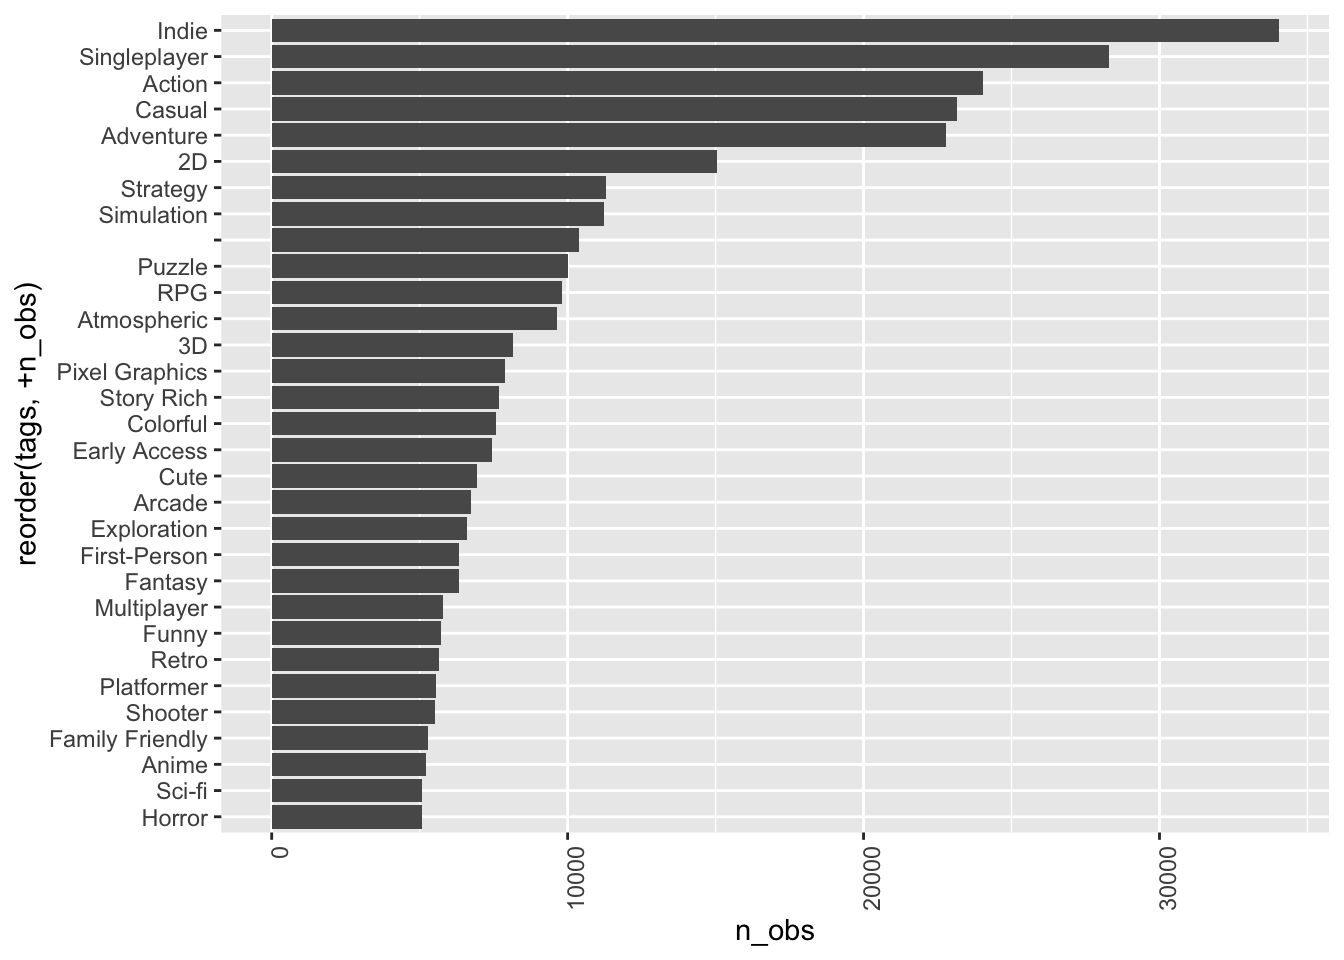 Indie
Singleplayer
Action
Casual
Adventure
2D
Strategy
Simulation
Puzzle
RPG
Atmospheric
3D
Pixel Graphics
Story Rich
Colorful
Early Access
Cute
Arcade
Exploration
First-Person
Fantasy
Multiplayer
Funny
Retro
Platformer
Shooter
Family Friendly
Anime
Sci-fi
Horror
reorder(tags, +n_obs)
0
10000
20000
30000
n_obs